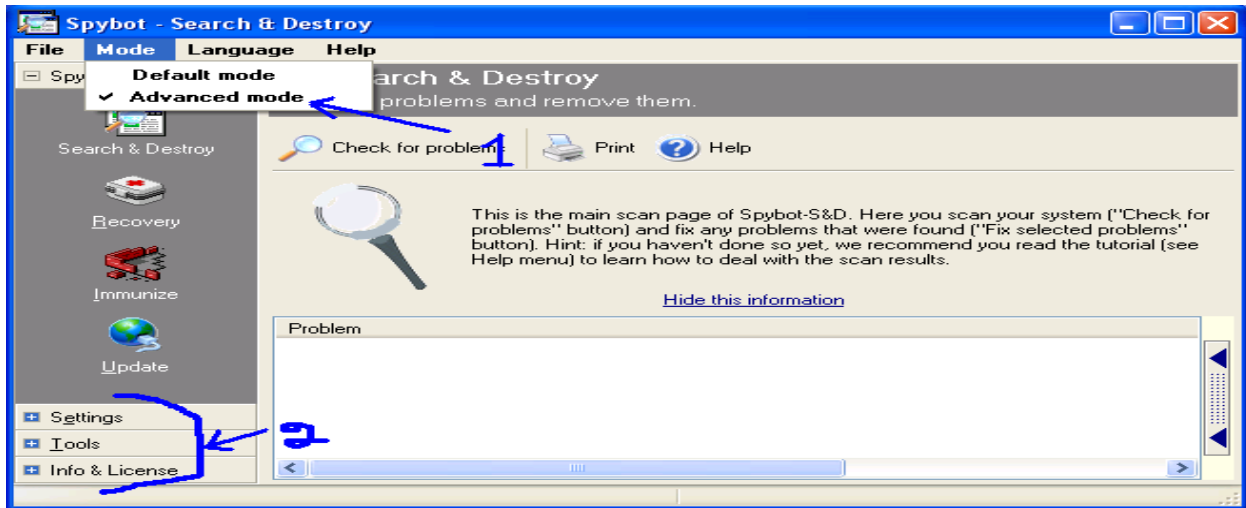 Spybot - Search & Destroy
File Mode Language Help
Default mode
Advanced mode
Spy
arch & Destroy
problems and remove them.
Search & Destroy
Recovery
Immunize
Update
Settings
Tools
Info & License
Check for problems
Print
Help
1
This is the main scan page of Spybot-S&D. Here you scan your system ("Check for
problems" button) and fix any problems that were found ("Fix selected problems"
button). Hint: if you haven't done so yet, we recommend you read the tutorial (see
Help menu) to learn how to deal with the scan results.
Hide this information
Problem
2